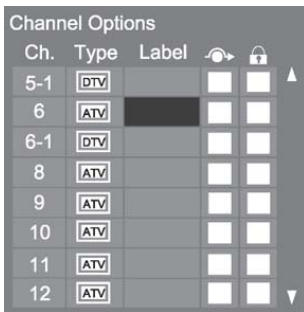 Channel Options
Ch. Type Label
5-1 DTV
6 ATV
6-1 DTV
8 ATV
9 ATV
10 ATV
11 ATV
12 ATV